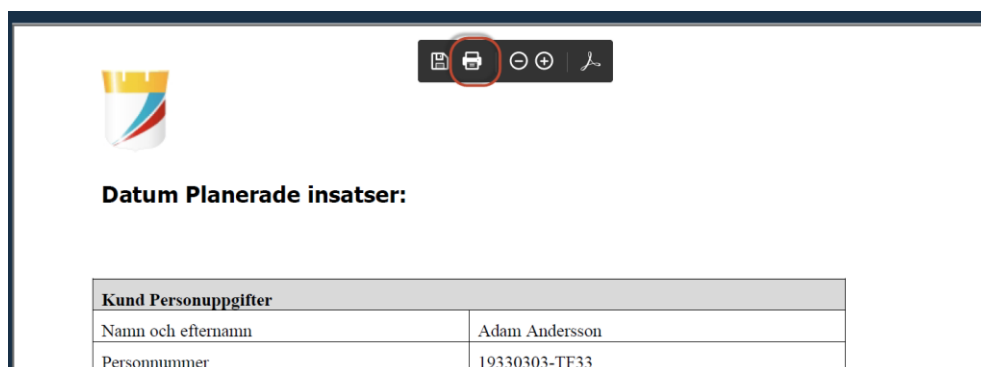 Datum Planerade insatser:
Kund Personuppgifter
Namn och efternamn Adam Andersson
Personnummer 19330303-TF33